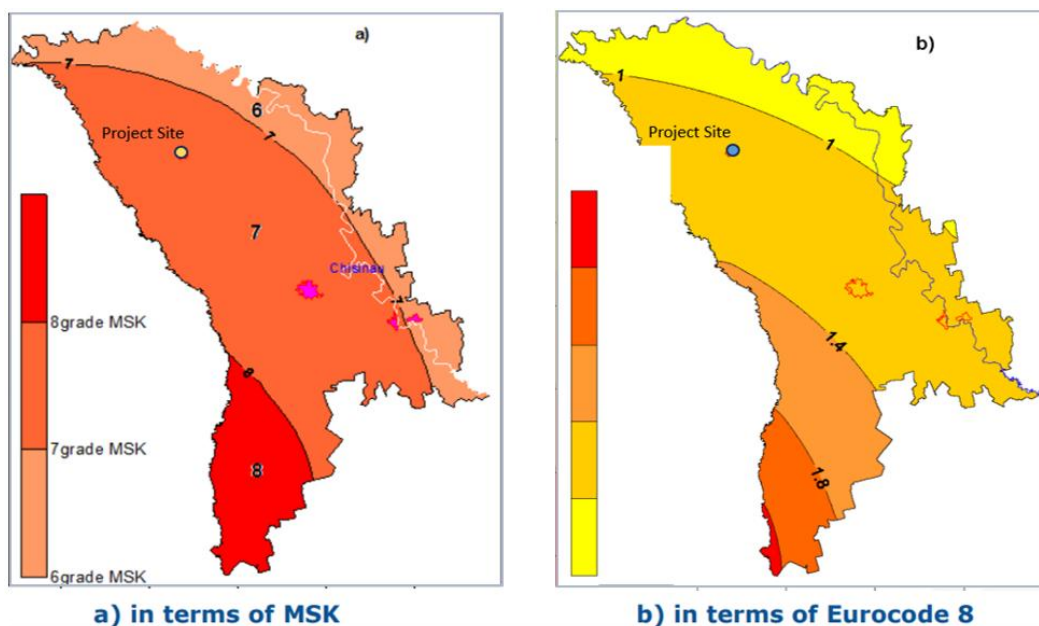 a)
7
6
7
Project Site
7
Chisinau
8grade MSK
8
7grade MSK
8
6grade MSK
a) in terms of MSK
b)
1
1
Project Site
1.4
1.8
b) in terms of Eurocode 8